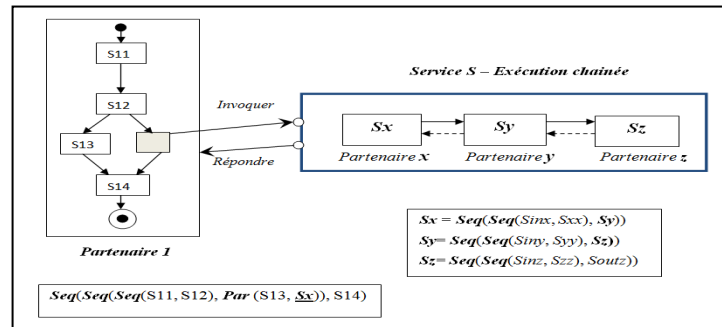 S11
S12
S13
S14
Partenaire 1
Invoquer
Répondre
Service S – Exécution chainée
Sx Sy Sz
Partenaire x Partenaire y Partenaire z
Sx = Seq(Seq(Sinx, Sxx), Sy))
Sy= Seq(Seq(Siny, Syy), Sz))
Sz= Seq(Seq(Sinz, Szz), Soutz))
Seq(Seq(Seq(S11, S12), Par (S13, Sx)), S14)